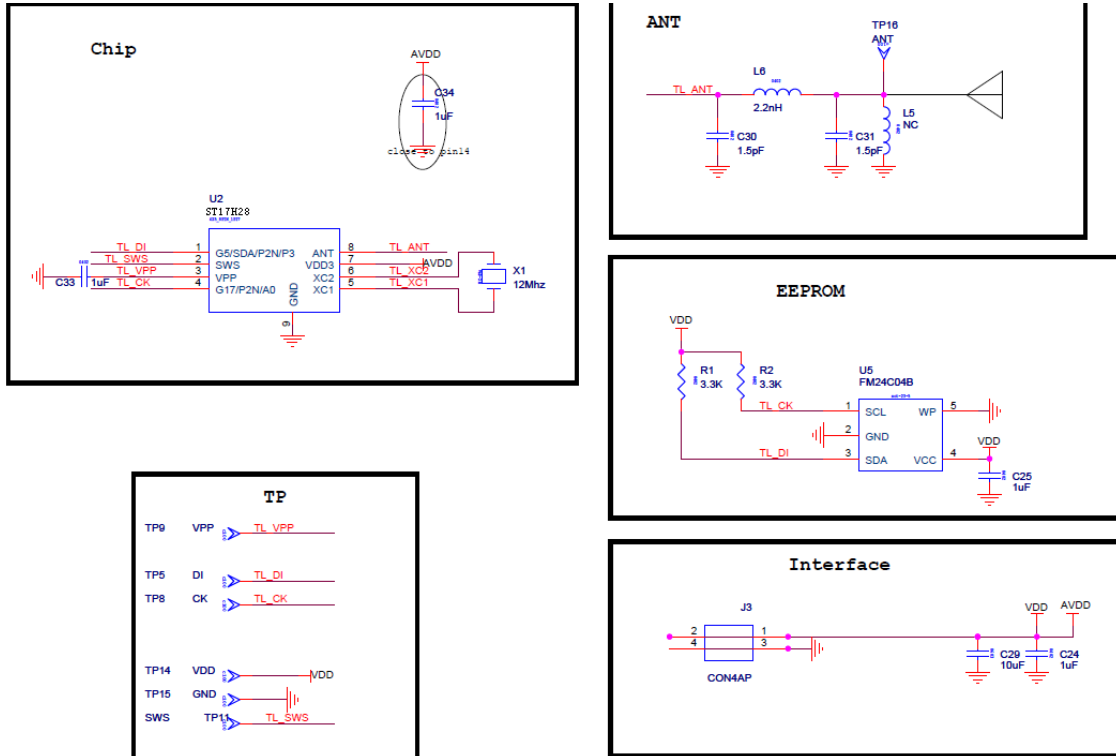 Chip
AVDD
C34
1uF
close to pin14
U2
ST17H28
TL_DI 1 G5/SDA/P2N/P3 ANT 8 TL_ANT
TL_SWS 2 SWS VDD3 7 AVDD
TL_VPP 3 VPP XC2 6 TL_XC2
TL_CK 4 G17/P2N/A0 XC1 5 TL_XC1
C33 1uF
GND
9
X1
12Mhz
ANT
TP16
ANT
TL_ANT
L6
2.2nH
C30
1.5pF
C31
1.5pF
L5
NC
EEPROM
VDD
R1
3.3K
R2
3.3K
U5
FM24C04B
TL_CK 1 SCL WP 5
2 GND
TL_DI 3 SDA VCC 4
VDD
C25
1uF
TP
TP9 VPP TL_VPP
TP5 DI TL_DI
TP8 CK TL_CK
TP14 VDD VDD
TP15 GND
SWS TP11 TL_SWS
Interface
J3
2 1
4 3
CON4AP
VDD AVDD
C29
10uF
C24
1uF